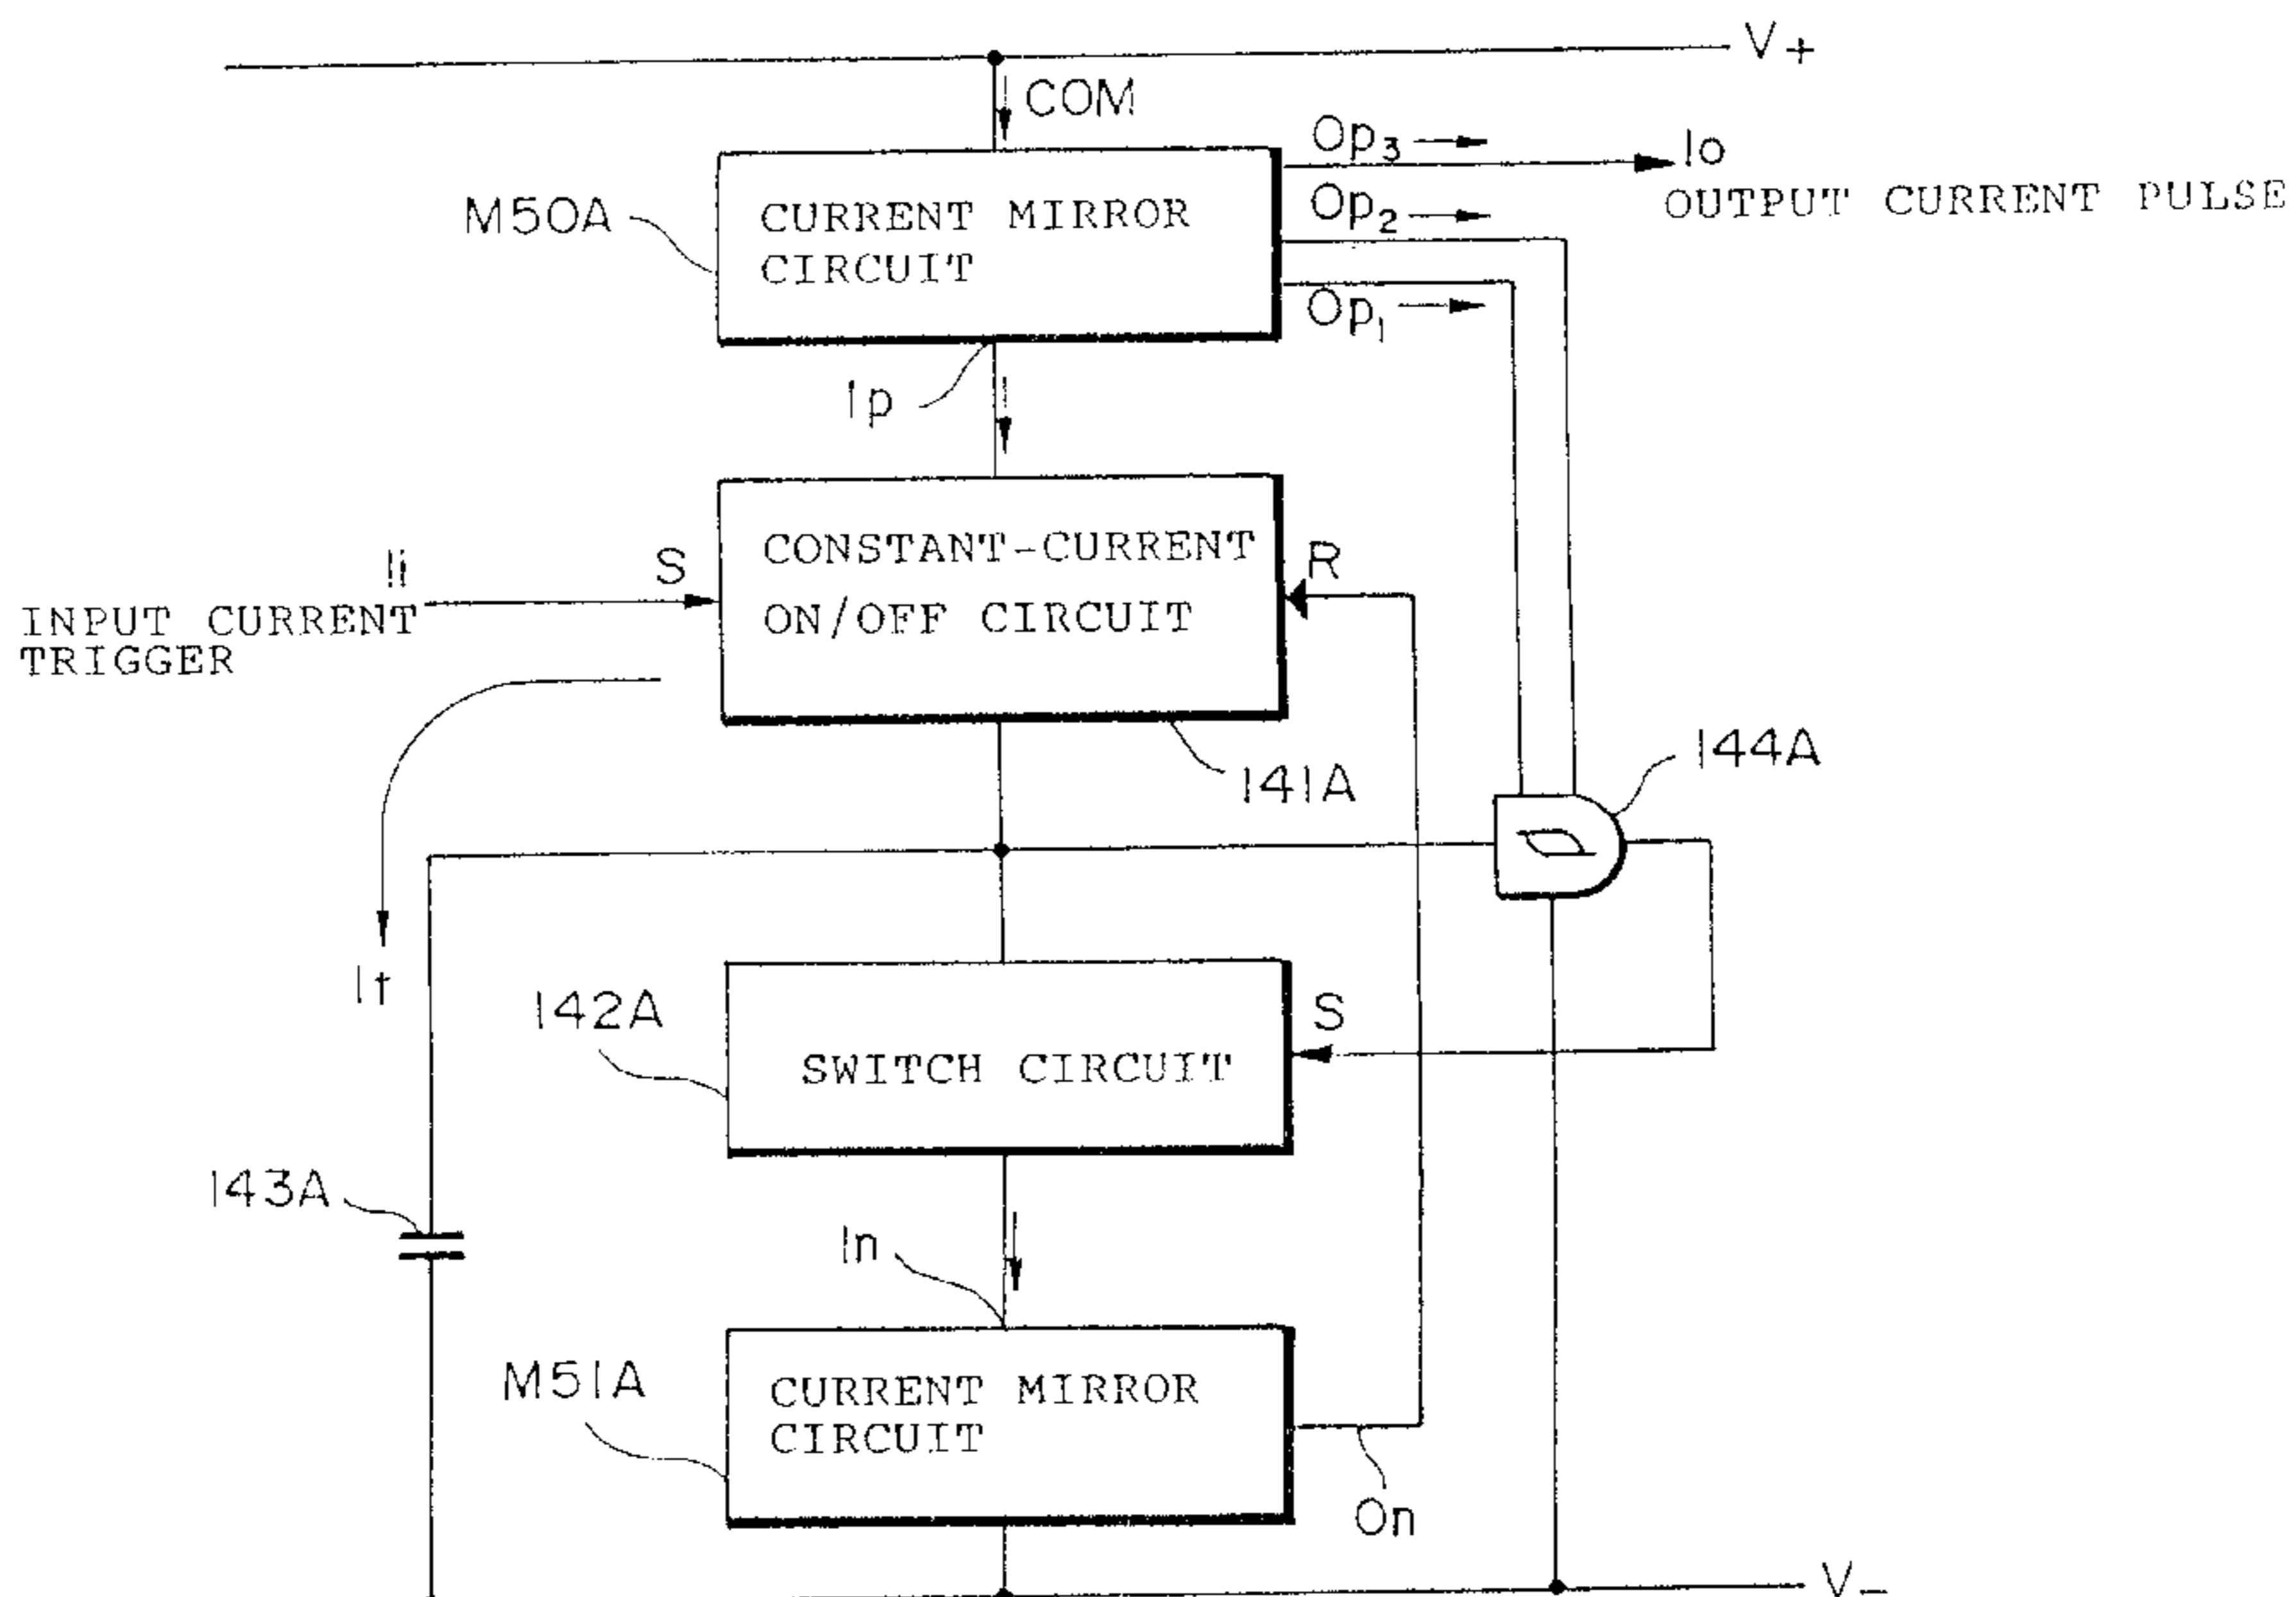 V+
COM
Op3
Io
OUTPUT CURRENT PULSE
M50A
CURRENT MIRROR
CIRCUIT
Op2
Op1
Ip
Ii
INPUT CURRENT
TRIGGER
S
CONSTANT-CURRENT
ON/OFF CIRCUIT
R
141A
144A
It
142A
SWITCH CIRCUIT
S
143A
In
M51A
CURRENT MIRROR
CIRCUIT
On
V-